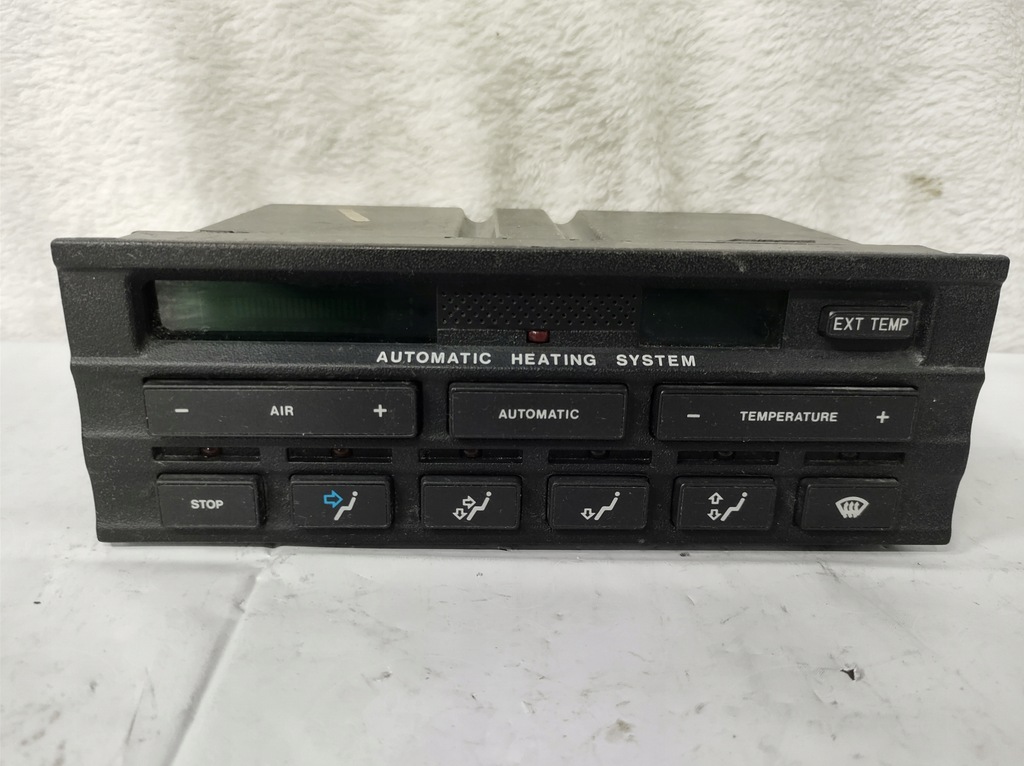 EXT TEMP
AUTOMATIC HEATING SYSTEM
- AIR + AUTOMATIC - TEMPERATURE +
STOP